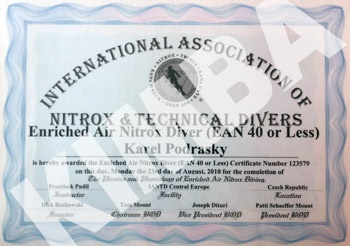 INTERNATIONAL ASSOCIATION OF
NITROX & TECHNICAL DIVERS
Enriched Air Nitrox Diver (EAN 40 or Less)
Karel Podrasky
is hereby awarded the Enriched Air Nitrox Diver (EAN 40 or Less) Certificate Number 123579
on this day, Monday the 23rd day of August, 2010 for the completion of
The Theory and Physiology of Enriched Air Nitrox Diving.
Frantisek Pudil IANTD Central Europe Czech Republic
Instructor Facility Location
Dick Rutkowski Tom Mount Joseph Dituri Patti Schaeffer Mount
Founder Chairman BOD Vice President BOD President BOD